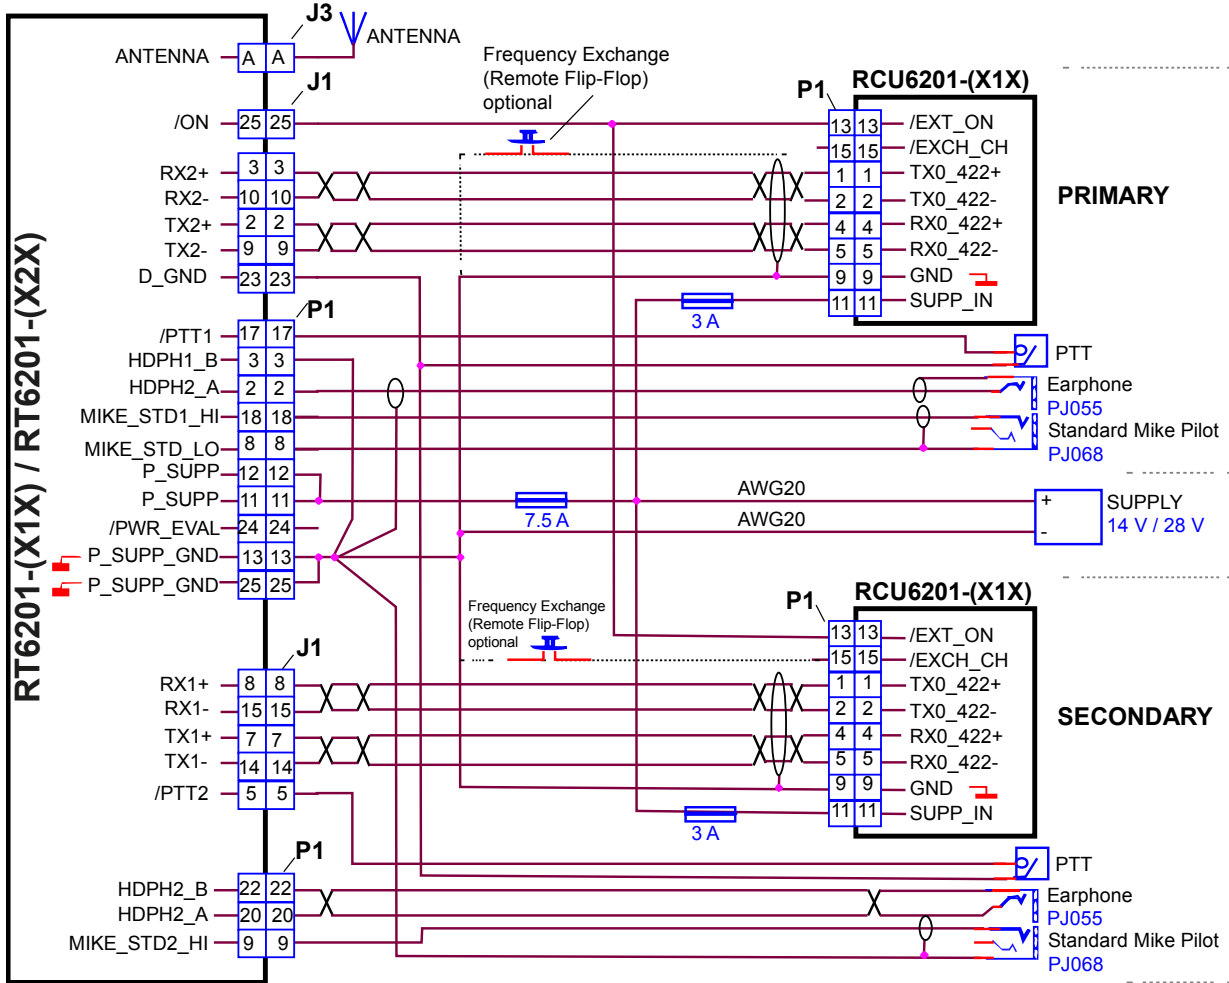 RT6201-(X1X) / RT6201-(X2X)
J3
ANTENNA A A
ANTENNA
J1
/ON 25 25
RX2+ 3 3
RX2- 10 10
TX2+ 2 2
TX2- 9 9
D_GND 23 23
P1
/PTT1 17 17
HDPH1_B 3 3
HDPH2_A 2 2
MIKE_STD1_HI 18 18
MIKE_STD_LO 8 8
P_SUPP 12 12
P_SUPP 11 11
/PWR_EVAL 24 24
P_SUPP_GND 13 13
P_SUPP_GND 25 25
J1
RX1+ 8 8
RX1- 15 15
TX1+ 7 7
TX1- 14 14
/PTT2 5 5
P1
HDPH2_B 22 22
HDPH2_A 20 20
MIKE_STD2_HI 9 9
Frequency Exchange
(Remote Flip-Flop)
optional
RCU6201-(X1X)
P1
13 13 /EXT_ON
15 15 /EXCH_CH
1 1 TX0_422+
2 2 TX0_422-
4 4 RX0_422+
5 5 RX0_422-
9 9 GND
11 11 SUPP_IN
3 A
PRIMARY
PTT
Earphone
PJ055
Standard Mike Pilot
PJ068
7.5 A
AWG20
AWG20
+
-
SUPPLY
14 V / 28 V
Frequency Exchange
(Remote Flip-Flop)
optional
RCU6201-(X1X)
P1
13 13 /EXT_ON
15 15 /EXCH_CH
1 1 TX0_422+
2 2 TX0_422-
4 4 RX0_422+
5 5 RX0_422-
9 9 GND
11 11 SUPP_IN
3 A
SECONDARY
PTT
Earphone
PJ055
Standard Mike Pilot
PJ068